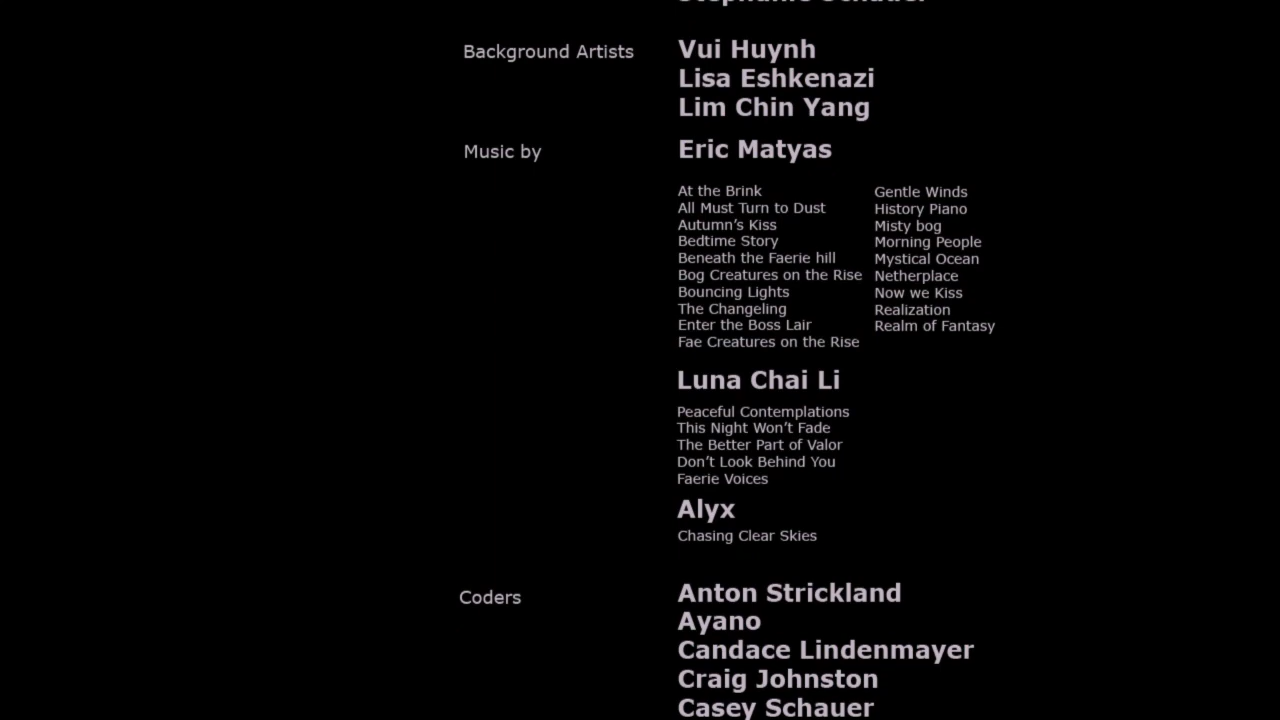 Background Artists
Vui Huynh
Lisa Eshkenazi
Lim Chin Yang
Music by
Eric Matyas
At the Brink
All Must Turn to Dust
Autumn’s Kiss
Bedtime Story
Beneath the Faerie hill
Bog Creatures on the Rise
Bouncing Lights
The Changeling
Enter the Boss Lair
Fae Creatures on the Rise
Gentle Winds
History Piano
Misty bog
Morning People
Mystical Ocean
Netherplace
Now we Kiss
Realization
Realm of Fantasy
Luna Chai Li
Peaceful Contemplations
This Night Won’t Fade
The Better Part of Valor
Don’t Look Behind You
Faerie Voices
Alyx
Chasing Clear Skies
Coders
Anton Strickland
Ayano
Candace Lindenmayer
Craig Johnston
Casey Schauer